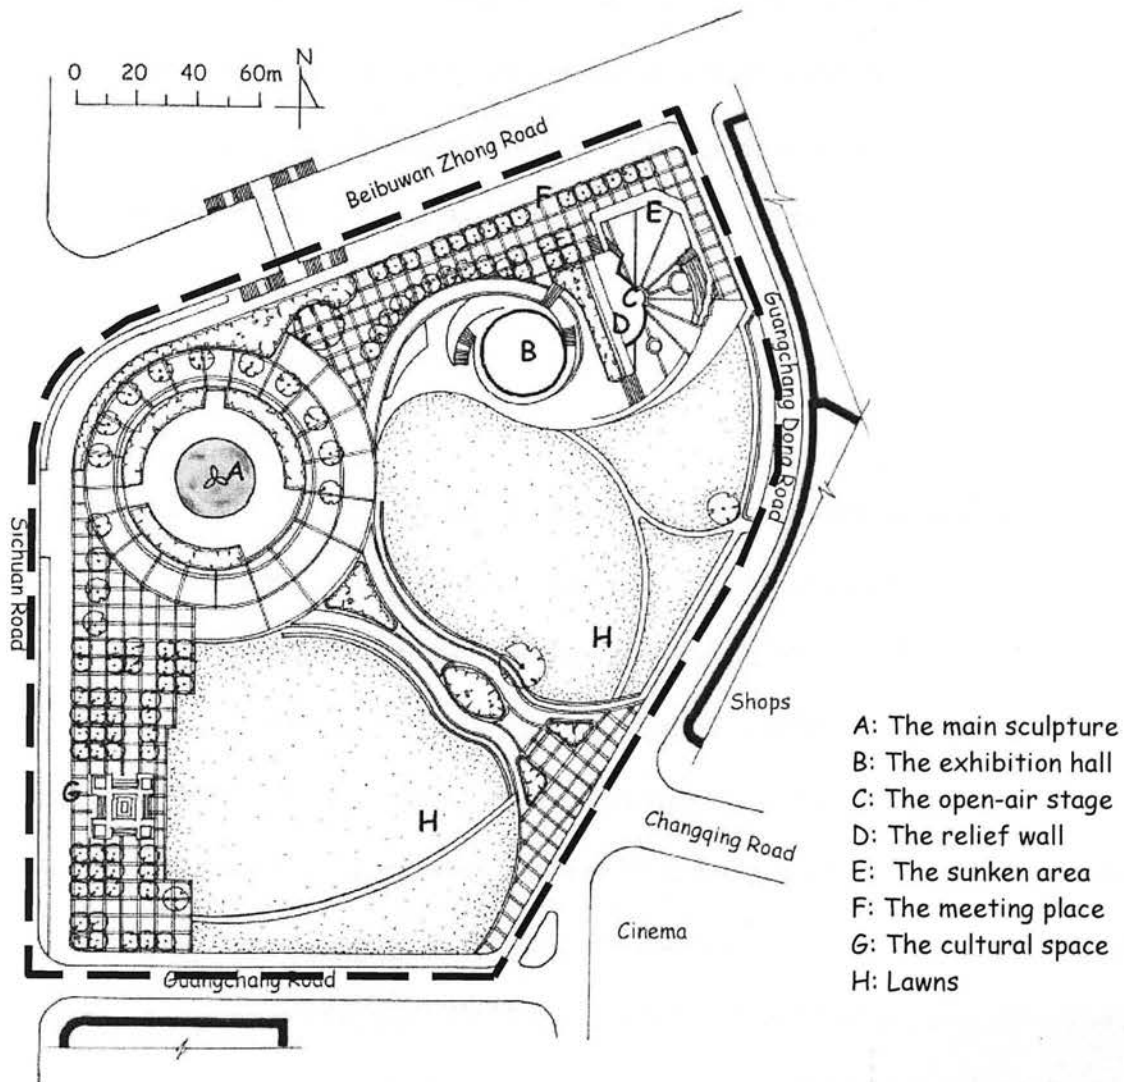 N
0 20 40 60m
Beibuwan Zhong Road
F
E
C
D
B
Guangchang Dong Road
A
Sichuan Road
H
Shops
G
H
Changqing Road
Cinema
Guangchang Road
A: The main sculpture
B: The exhibition hall
C: The open-air stage
D: The relief wall
E: The sunken area
F: The meeting place
G: The cultural space
H: Lawns